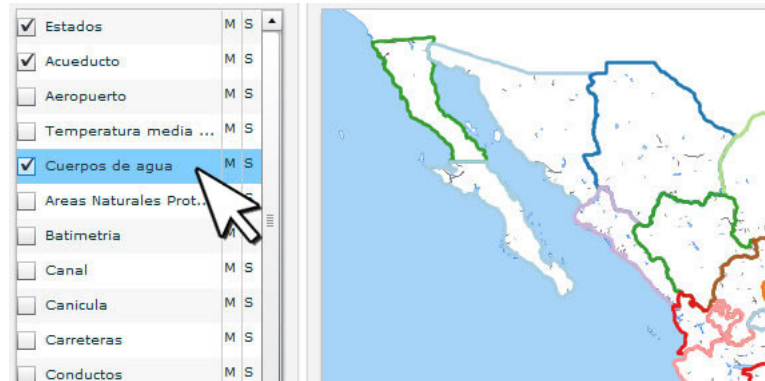 Estados M S
Acueducto M S
Aeropuerto M S
Temperatura media ... M S
Cuerpos de agua M S
Areas Naturales Prot... S
Batimetria M
Canal M S
Canicula M S
Carreteras M S
Conductos M S